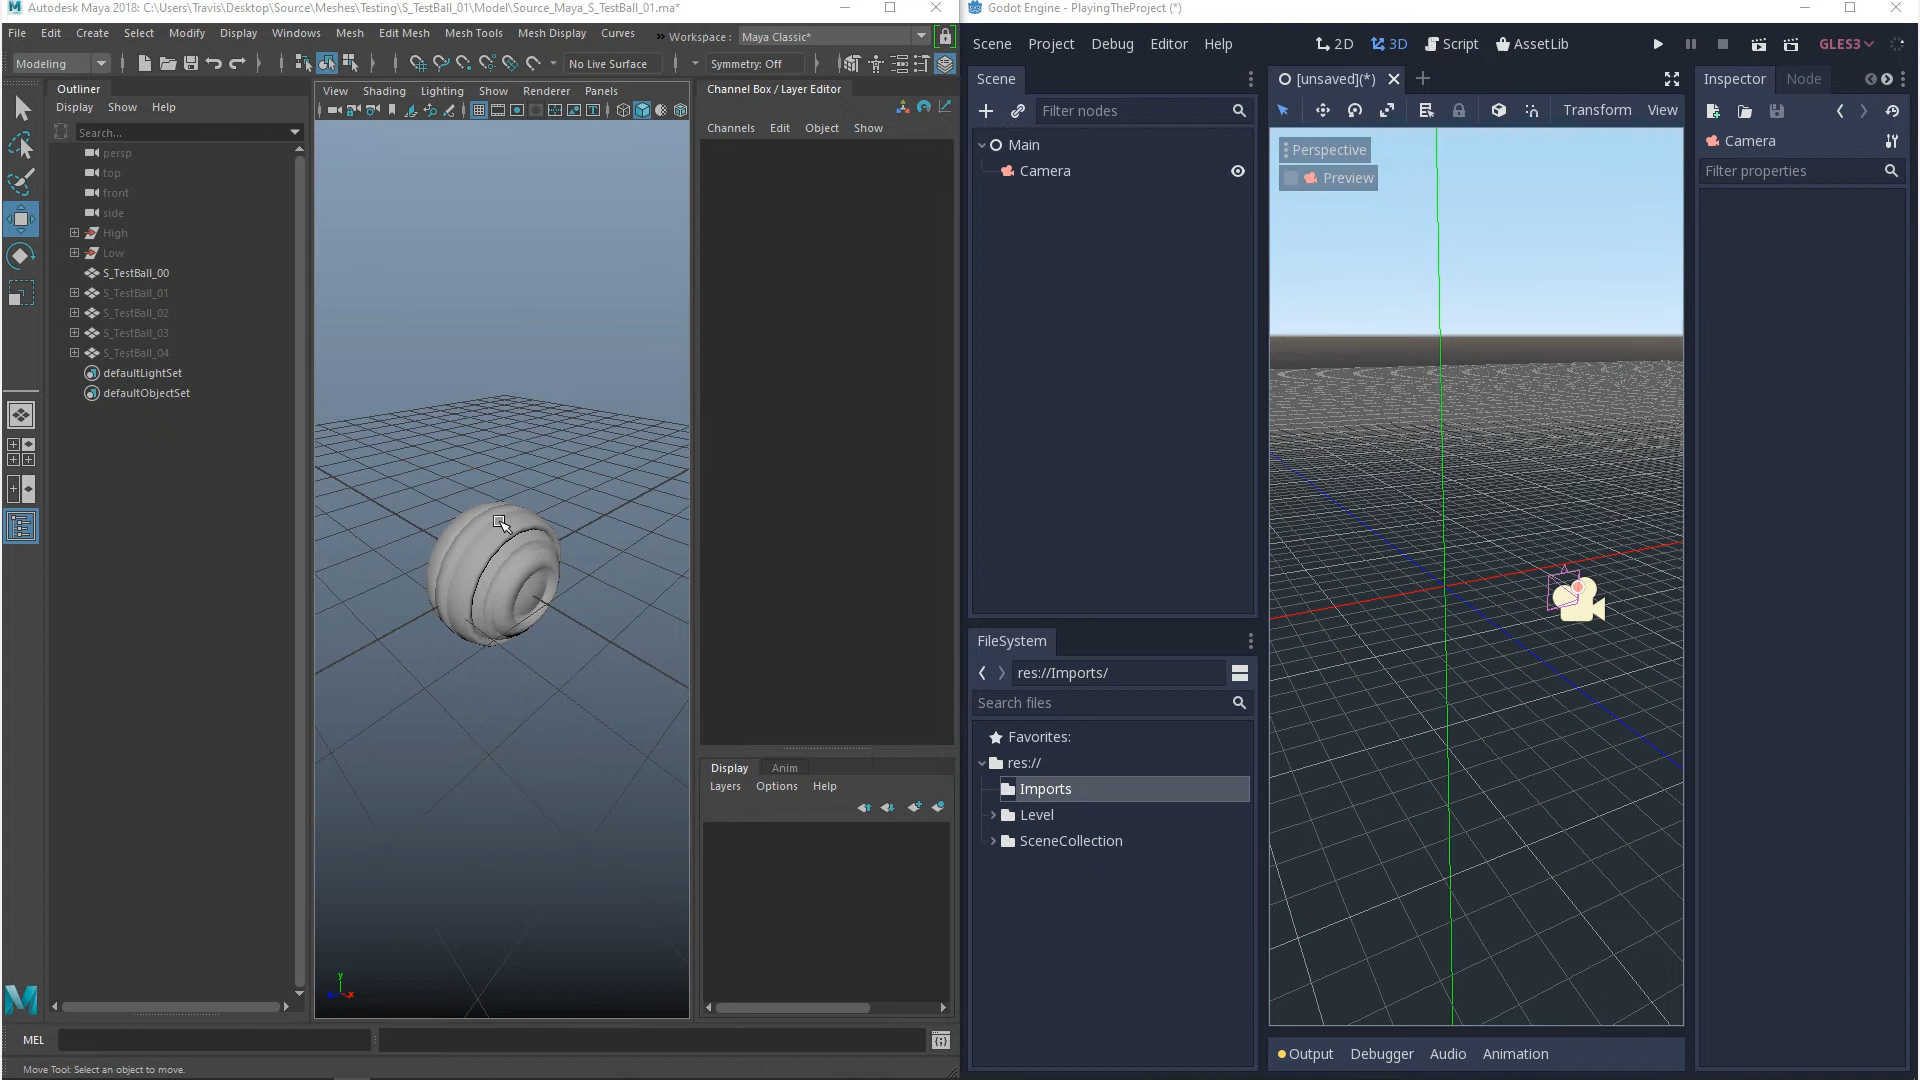 Autodesk Maya 2018: C:\Users\Travis\Desktop\Source\Meshes\Testing\S_TestBall_01\Model\Source_Maya_S_TestBall_01.ma*
File Edit Create Select Modify Display Windows Mesh Edit Mesh Mesh Tools Mesh Display Curves » Workspace : Maya Classic*
Modeling No Live Surface Symmetry: Off
Outliner
Display Show Help
Search...
persp
top
front
side
High
Low
S_TestBall_00
S_TestBall_01
S_TestBall_02
S_TestBall_03
S_TestBall_04
defaultLightSet
defaultObjectSet
View Shading Lighting Show Renderer Panels
y
x
Channel Box / Layer Editor
Channels Edit Object Show
Display Anim
Layers Options Help
MEL
Move Tool: Select an object to move.
Godot Engine - PlayingTheProject (*)
Scene Project Debug Editor Help 2D 3D Script AssetLib GLES3
Scene
Filter nodes
Main
Camera
FileSystem
res://Imports/
Search files
Favorites:
res://
Imports
Level
SceneCollection
[unsaved](*)
Transform View
Perspective
Preview
Output Debugger Audio Animation
Inspector Node
Camera
Filter properties